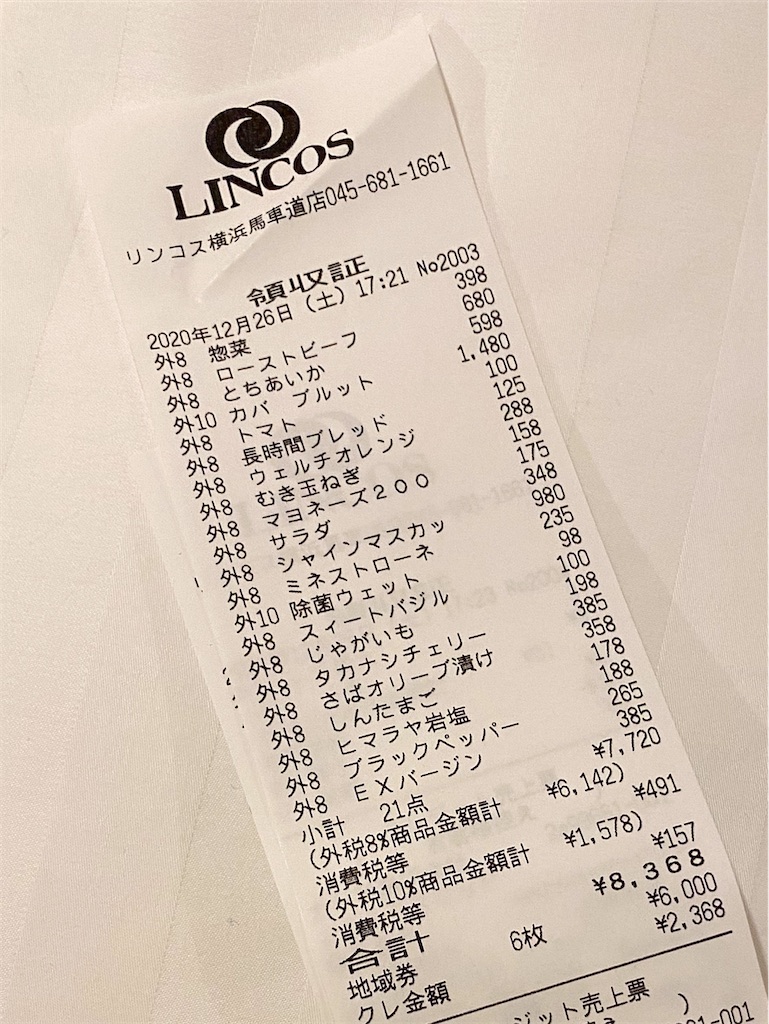 LINCOS
リンコス横浜馬車道店045-681-1661
領収証
2020年12月26日(土)17:21 No2003
外8 惣菜 398
外8 ローストビーフ 680
外8 とちあいか 598
外10 カバ ブルット 1,480
外8 トマト 100
外8 長時間ブレッド 125
外8 ウェルチオレンジ 288
外8 むき玉ねぎ 158
外8 マヨネーズ200 175
外8 サラダ 348
外8 シャインマスカッ 980
外8 ミネストローネ 235
外10 除菌ウェット 98
外8 スィートバジル 100
外8 じゃがいも 198
外8 タカナシチェリー 385
外8 さばオリーブ漬け 358
外8 しんたまご 178
外8 ヒマラヤ岩塩 188
外8 ブラックペッパー 265
外8 EXバージン 385
小計 21点 ¥7,720
(外税8%商品金額計 ¥6,142)
消費税等 ¥491
(外税10%商品金額計 ¥1,578)
消費税等 ¥157
合計 ¥8,368
地域券 6枚 ¥6,000
クレ金額 ¥2,368
ジット売上票